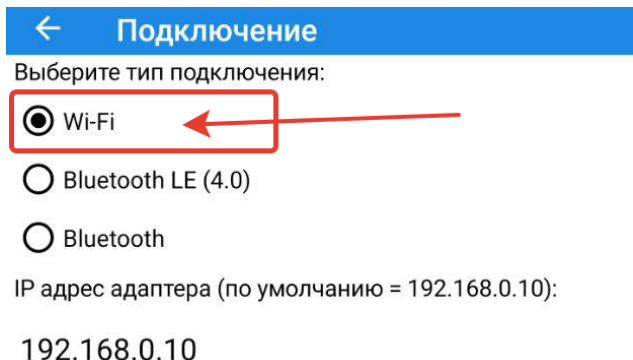 Подключение
Выберите тип подключения:
Wi-Fi
Bluetooth LE (4.0)
Bluetooth
IP адрес адаптера (по умолчанию = 192.168.0.10):
192.168.0.10